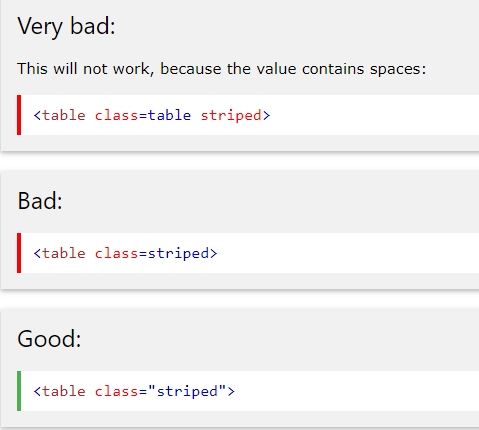 Very bad:
This will not work, because the value contains spaces:
<table class=table striped>
Bad:
<table class=striped>
Good:
<table class="striped">